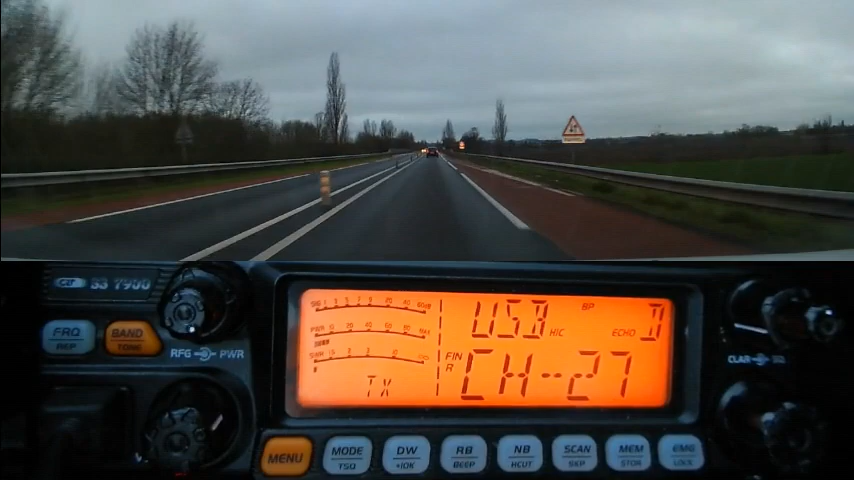 CRT SS 7900
FRQ
REP
BAND
TONE
RFG PWR
USB HIC BP ECHO D
FIN
R
CH--27
TX
CLAR SQ
MENU
MODE
TSQ
DW
+10K
RB
BEEP
NB
HCUT
SCAN
SKP
MEM
STOR
EMG
LOCK